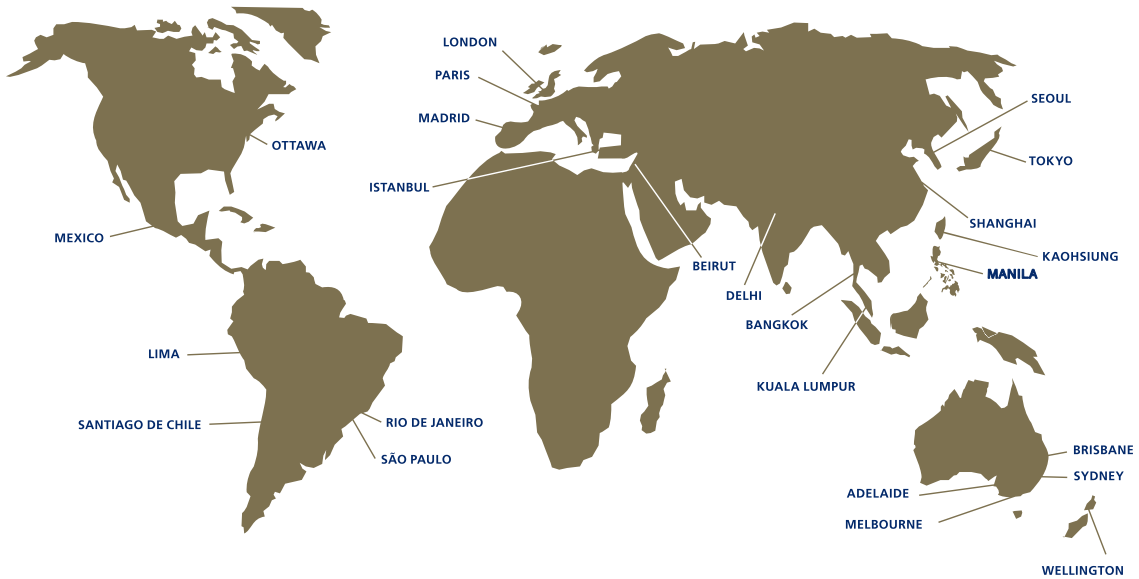 LONDON
PARIS
SEOUL
MADRID
OTTAWA
TOKYO
ISTANBUL
SHANGHAI
MEXICO
KAOHSIUNG
BEIRUT
MANILA
DELHI
BANGKOK
LIMA
KUALA LUMPUR
SANTIAGO DE CHILE
RIO DE JANEIRO
BRISBANE
SÃO PAULO
SYDNEY
ADELAIDE
MELBOURNE
WELLINGTON